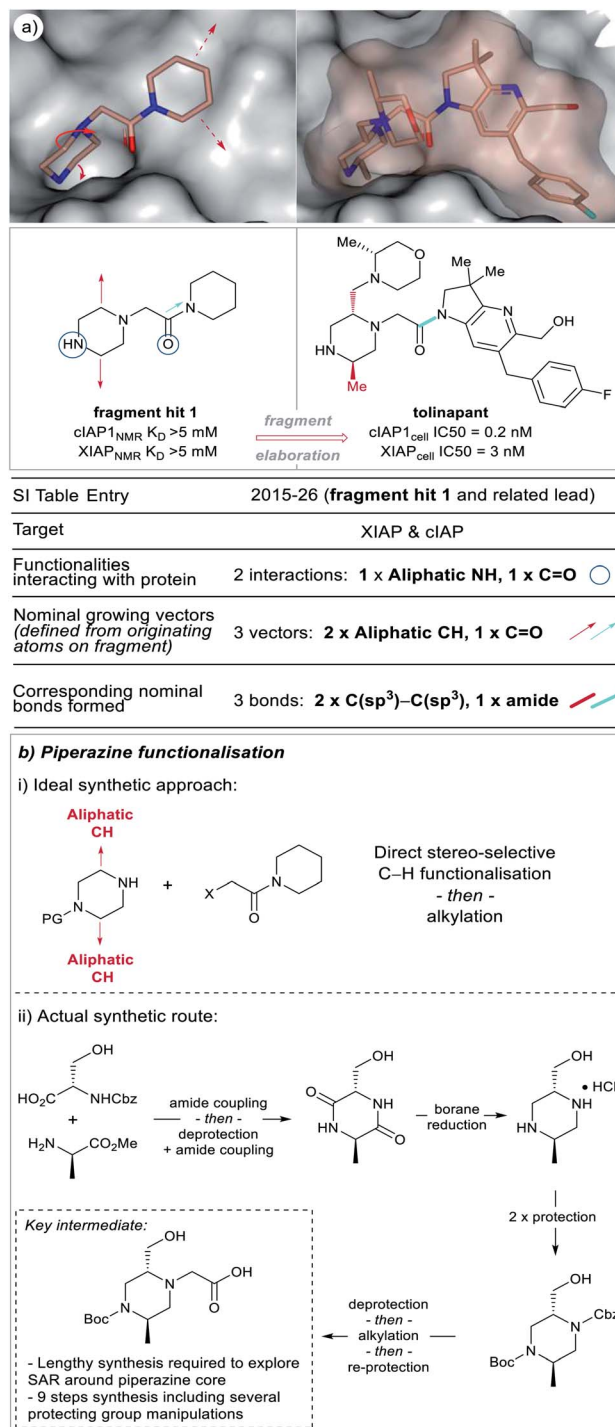 a)
Me
O
N
Me
Me
N
N
N
OH
N
HN
O
N
O
HN
Me
F
fragment hit 1
cIAP1NMR KD >5 mM
XIAPNMR KD >5 mM
fragment
elaboration
tolinapant
cIAP1cell IC50 = 0.2 nM
XIAPcell IC50 = 3 nM
SI Table Entry 2015-26 (fragment hit 1 and related lead)
Target XIAP & cIAP
Functionalities
interacting with protein
2 interactions: 1 x Aliphatic NH, 1 x C=O
Nominal growing vectors
(defined from originating
atoms on fragment)
3 vectors: 2 x Aliphatic CH, 1 x C=O
Corresponding nominal
bonds formed
3 bonds: 2 x C(sp3)–C(sp3), 1 x amide
b) Piperazine functionalisation
i) Ideal synthetic approach:
Aliphatic
CH
NH
PG
Aliphatic
CH
+
X
N
O
Direct stereo-selective
C–H functionalisation
- then -
alkylation
ii) Actual synthetic route:
OH
HO2C
NHCbz
+
H2N
CO2Me
amide coupling
- then -
deprotection
+ amide coupling
OH
O
NH
HN
O
borane
reduction
OH
• HCl
NH
HN
2 x protection
OH
N
Cbz
N
Boc
deprotection
- then -
alkylation
- then -
re-protection
Key intermediate:
OH
N
OH
O
N
Boc
- Lengthy synthesis required to explore
SAR around piperazine core
- 9 steps synthesis including several
protecting group manipulations